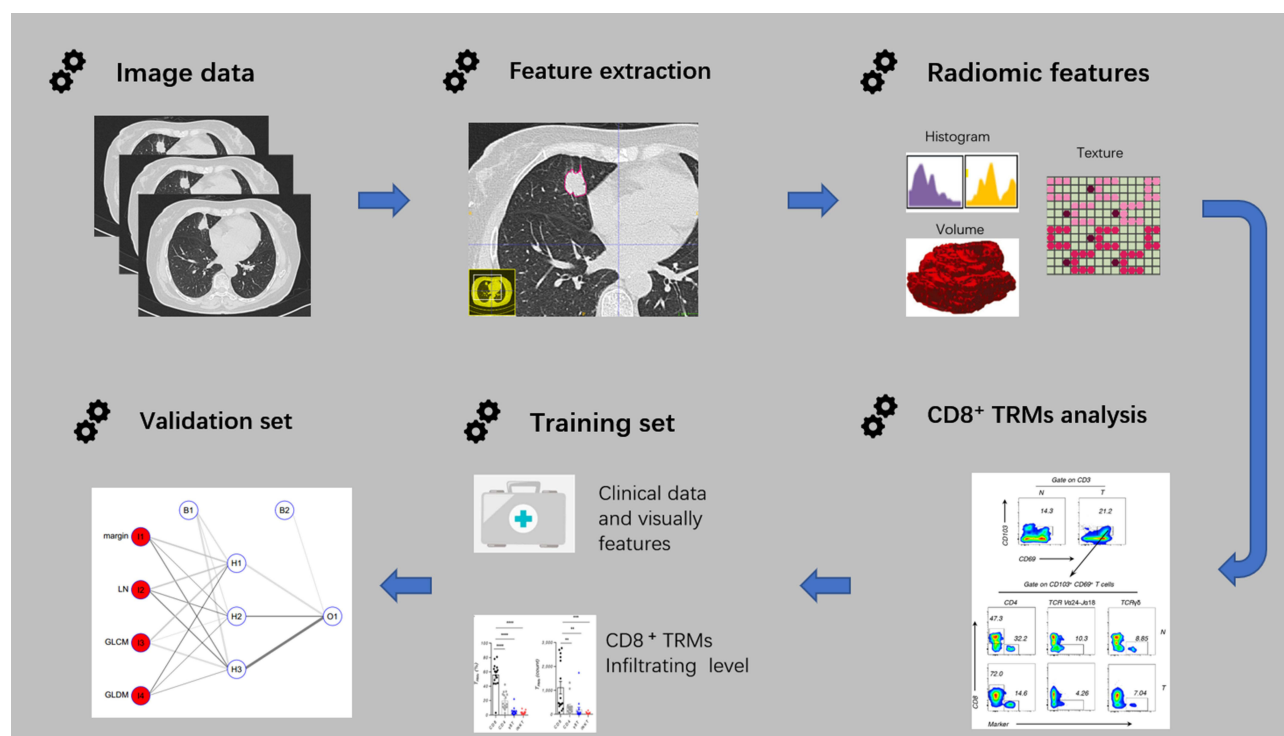 Image data
Feature extraction
Radiomic features
Histogram
Texture
Volume
Validation set
Training set
CD8⁺ TRMs analysis
margin
LN
GLCM
GLDM
I1
I2
I3
I4
B1
B2
H1
H2
H3
O1
Clinical data
and visually
features
CD8 ⁺ TRMs
Infiltrating level
Gate on CD3
N
T
14.3
21.2
CD103
CD69
Gate on CD103⁺ CD69⁺ T cells
CD4
TCR Vα24-Jα18
TCRγδ
47.3
32.2
10.3
8.85
N
72.0
14.6
4.26
7.04
T
CD8
Marker